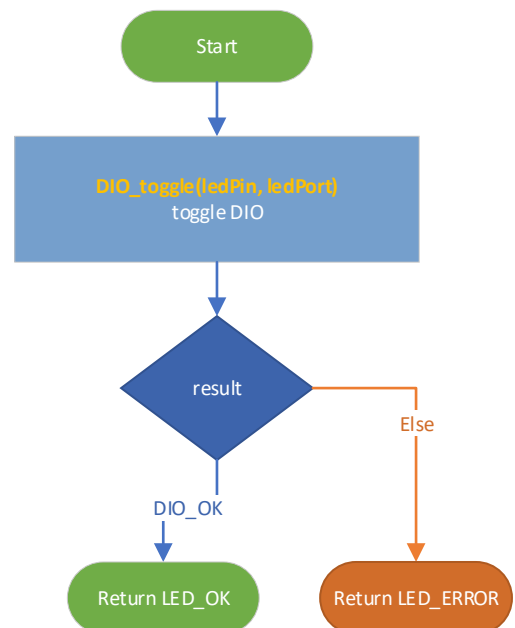 Start
DIO_toggle(ledPin, ledPort)
toggle DIO
result
Else
DIO_OK
Return LED_OK
Return LED_ERROR